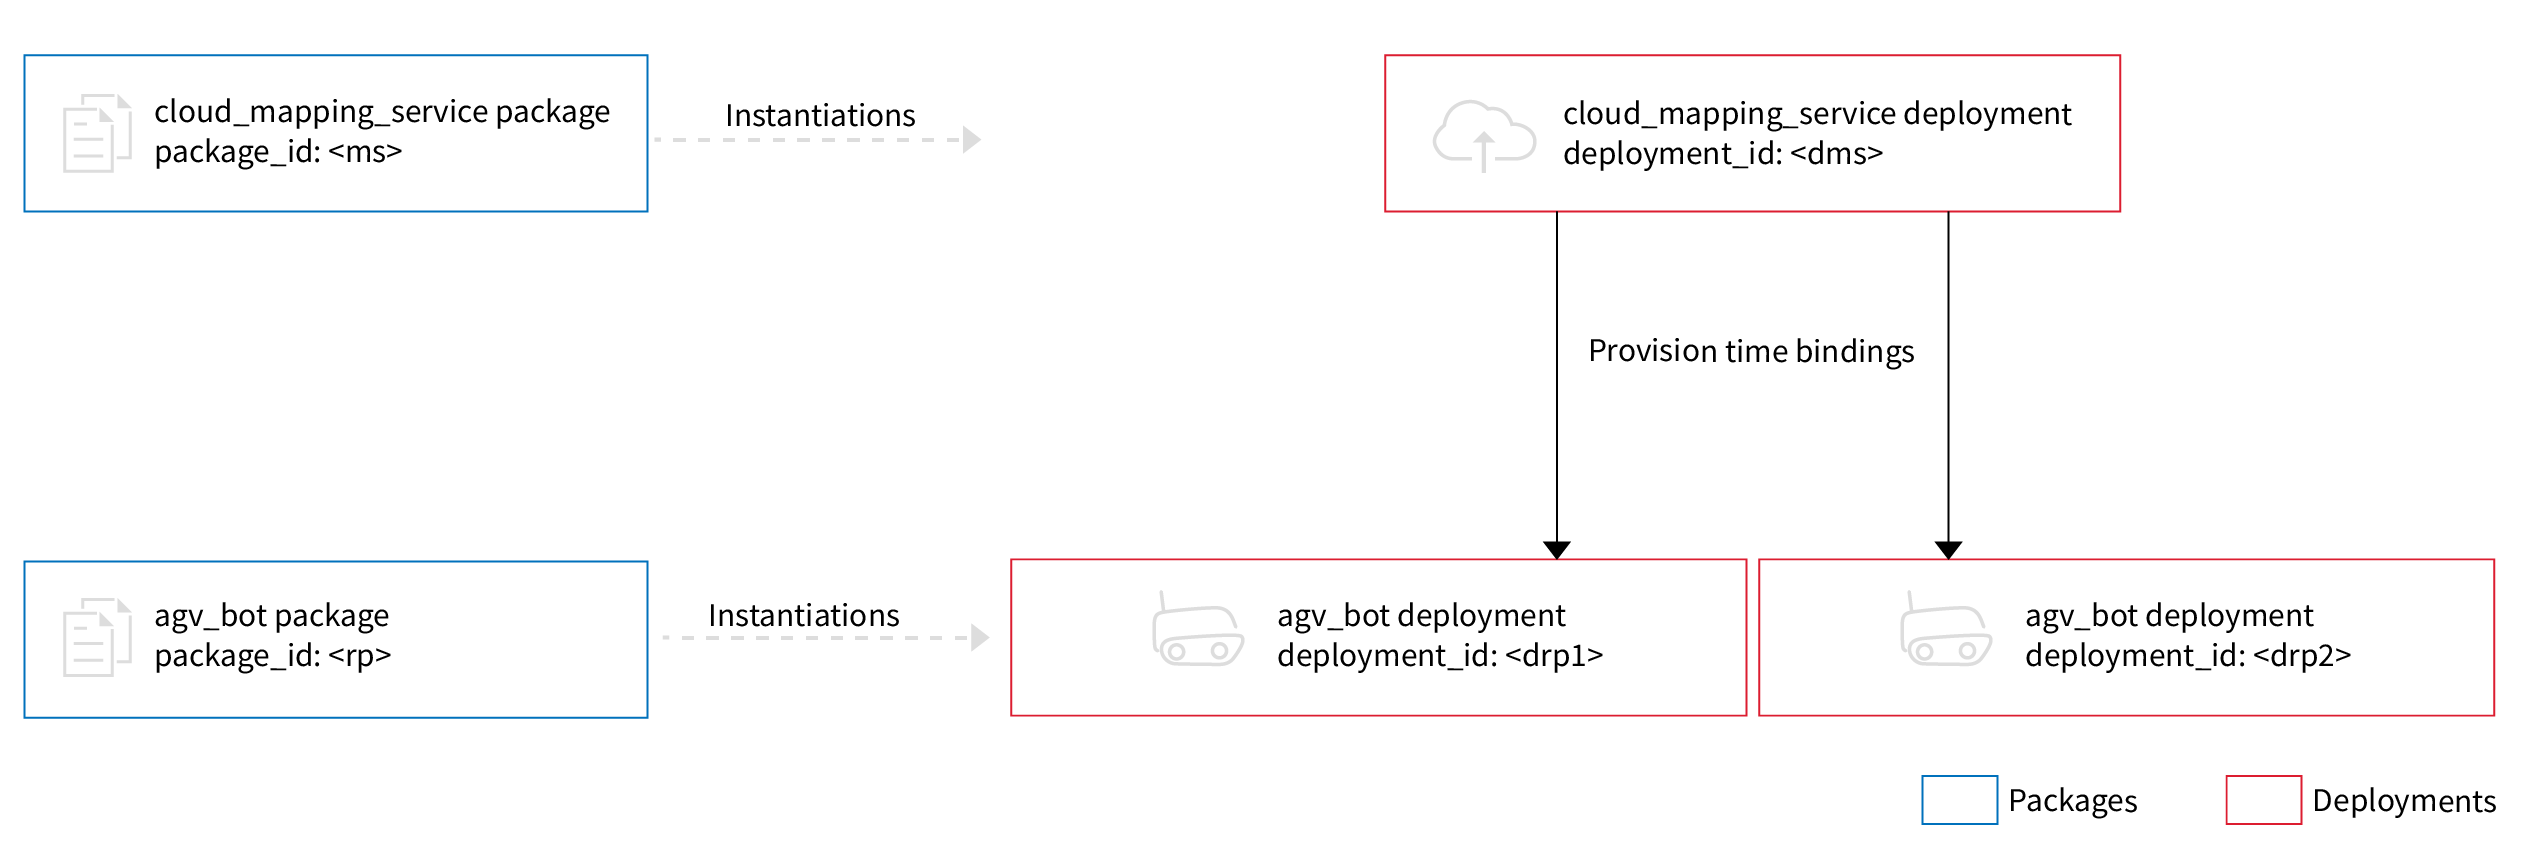 cloud_mapping_service package
package_id: <ms>
Instantiations
cloud_mapping_service deployment
deployment_id: <dms>
Provision time bindings
agv_bot package
package_id: <rp>
Instantiations
agv_bot deployment
deployment_id: <drp1>
agv_bot deployment
deployment_id: <drp2>
Packages
Deployments